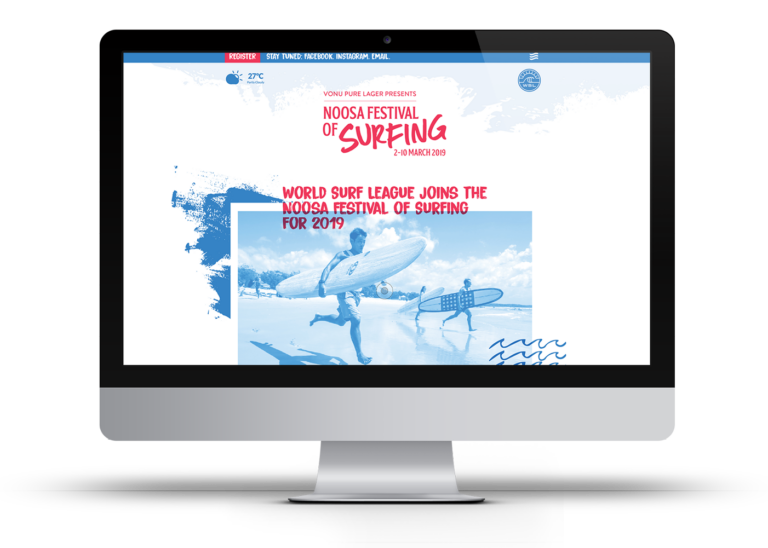 REGISTER STAY TUNED: FACEBOOK, INSTAGRAM, EMAIL.
27°C
VONU PURE LAGER PRESENTS
NOOSA FESTIVAL
OF SURFING
2-10 MARCH 2019
WORLD SURF LEAGUE JOINS THE
NOOSA FESTIVAL OF SURFING
FOR 2019